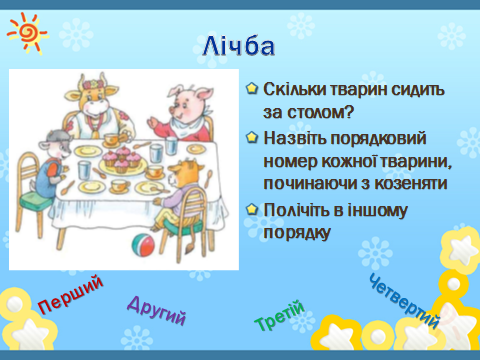 Лічба
Скільки тварин сидить
за столом?
Назвіть порядковий
номер кожної тварини,
починаючи з козеняти
Полічіть в іншому
порядку
Перший
Другий
Третій
Четвертий